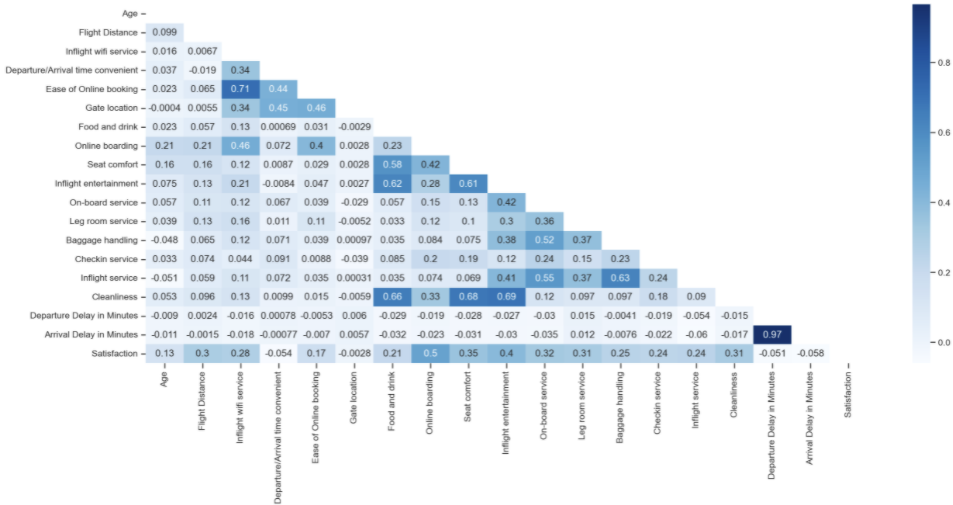 Age
Flight Distance 0.099
Inflight wifi service 0.016 0.0067
Departure/Arrival time convenient 0.037 -0.019 0.34
Ease of Online booking 0.023 0.065 0.71 0.44
Gate location -0.0004 0.0055 0.34 0.45 0.46
Food and drink 0.023 0.057 0.13 0.00069 0.031 -0.0029
Online boarding 0.21 0.21 0.46 0.072 0.4 0.0028 0.23
Seat comfort 0.16 0.16 0.12 0.0087 0.029 0.0028 0.58 0.42
Inflight entertainment 0.075 0.13 0.21 -0.0084 0.047 0.0027 0.62 0.28 0.61
On-board service 0.057 0.11 0.12 0.067 0.039 -0.029 0.057 0.15 0.13 0.42
Leg room service 0.039 0.13 0.16 0.011 0.11 -0.0052 0.033 0.12 0.1 0.3 0.36
Baggage handling -0.048 0.065 0.12 0.071 0.039 0.00097 0.035 0.084 0.075 0.38 0.52 0.37
Checkin service 0.033 0.074 0.044 0.091 0.0088 -0.039 0.085 0.2 0.19 0.12 0.24 0.15 0.23
Inflight service -0.051 0.059 0.11 0.072 0.035 0.00031 0.035 0.074 0.069 0.41 0.55 0.37 0.63 0.24
Cleanliness 0.053 0.096 0.13 0.0099 0.015 -0.0059 0.66 0.33 0.68 0.69 0.12 0.097 0.097 0.18 0.09
Departure Delay in Minutes -0.009 0.0024 -0.016 0.00078 -0.0053 0.006 -0.029 -0.019 -0.028 -0.027 -0.03 0.015 -0.0041 -0.019 -0.054 -0.015
Arrival Delay in Minutes -0.011 -0.0015 -0.018 -0.00077 -0.007 0.0057 -0.032 -0.023 -0.031 -0.03 -0.035 0.012 -0.0076 -0.022 -0.06 -0.017 0.97
Satisfaction 0.13 0.3 0.28 -0.054 0.17 -0.0028 0.21 0.5 0.35 0.4 0.32 0.31 0.25 0.24 0.24 0.31 -0.051 -0.058
Age
Flight Distance
Inflight wifi service
Departure/Arrival time convenient
Ease of Online booking
Gate location
Food and drink
Online boarding
Seat comfort
Inflight entertainment
On-board service
Leg room service
Baggage handling
Checkin service
Inflight service
Cleanliness
Departure Delay in Minutes
Arrival Delay in Minutes
Satisfaction
0.8
0.6
0.4
0.2
0.0